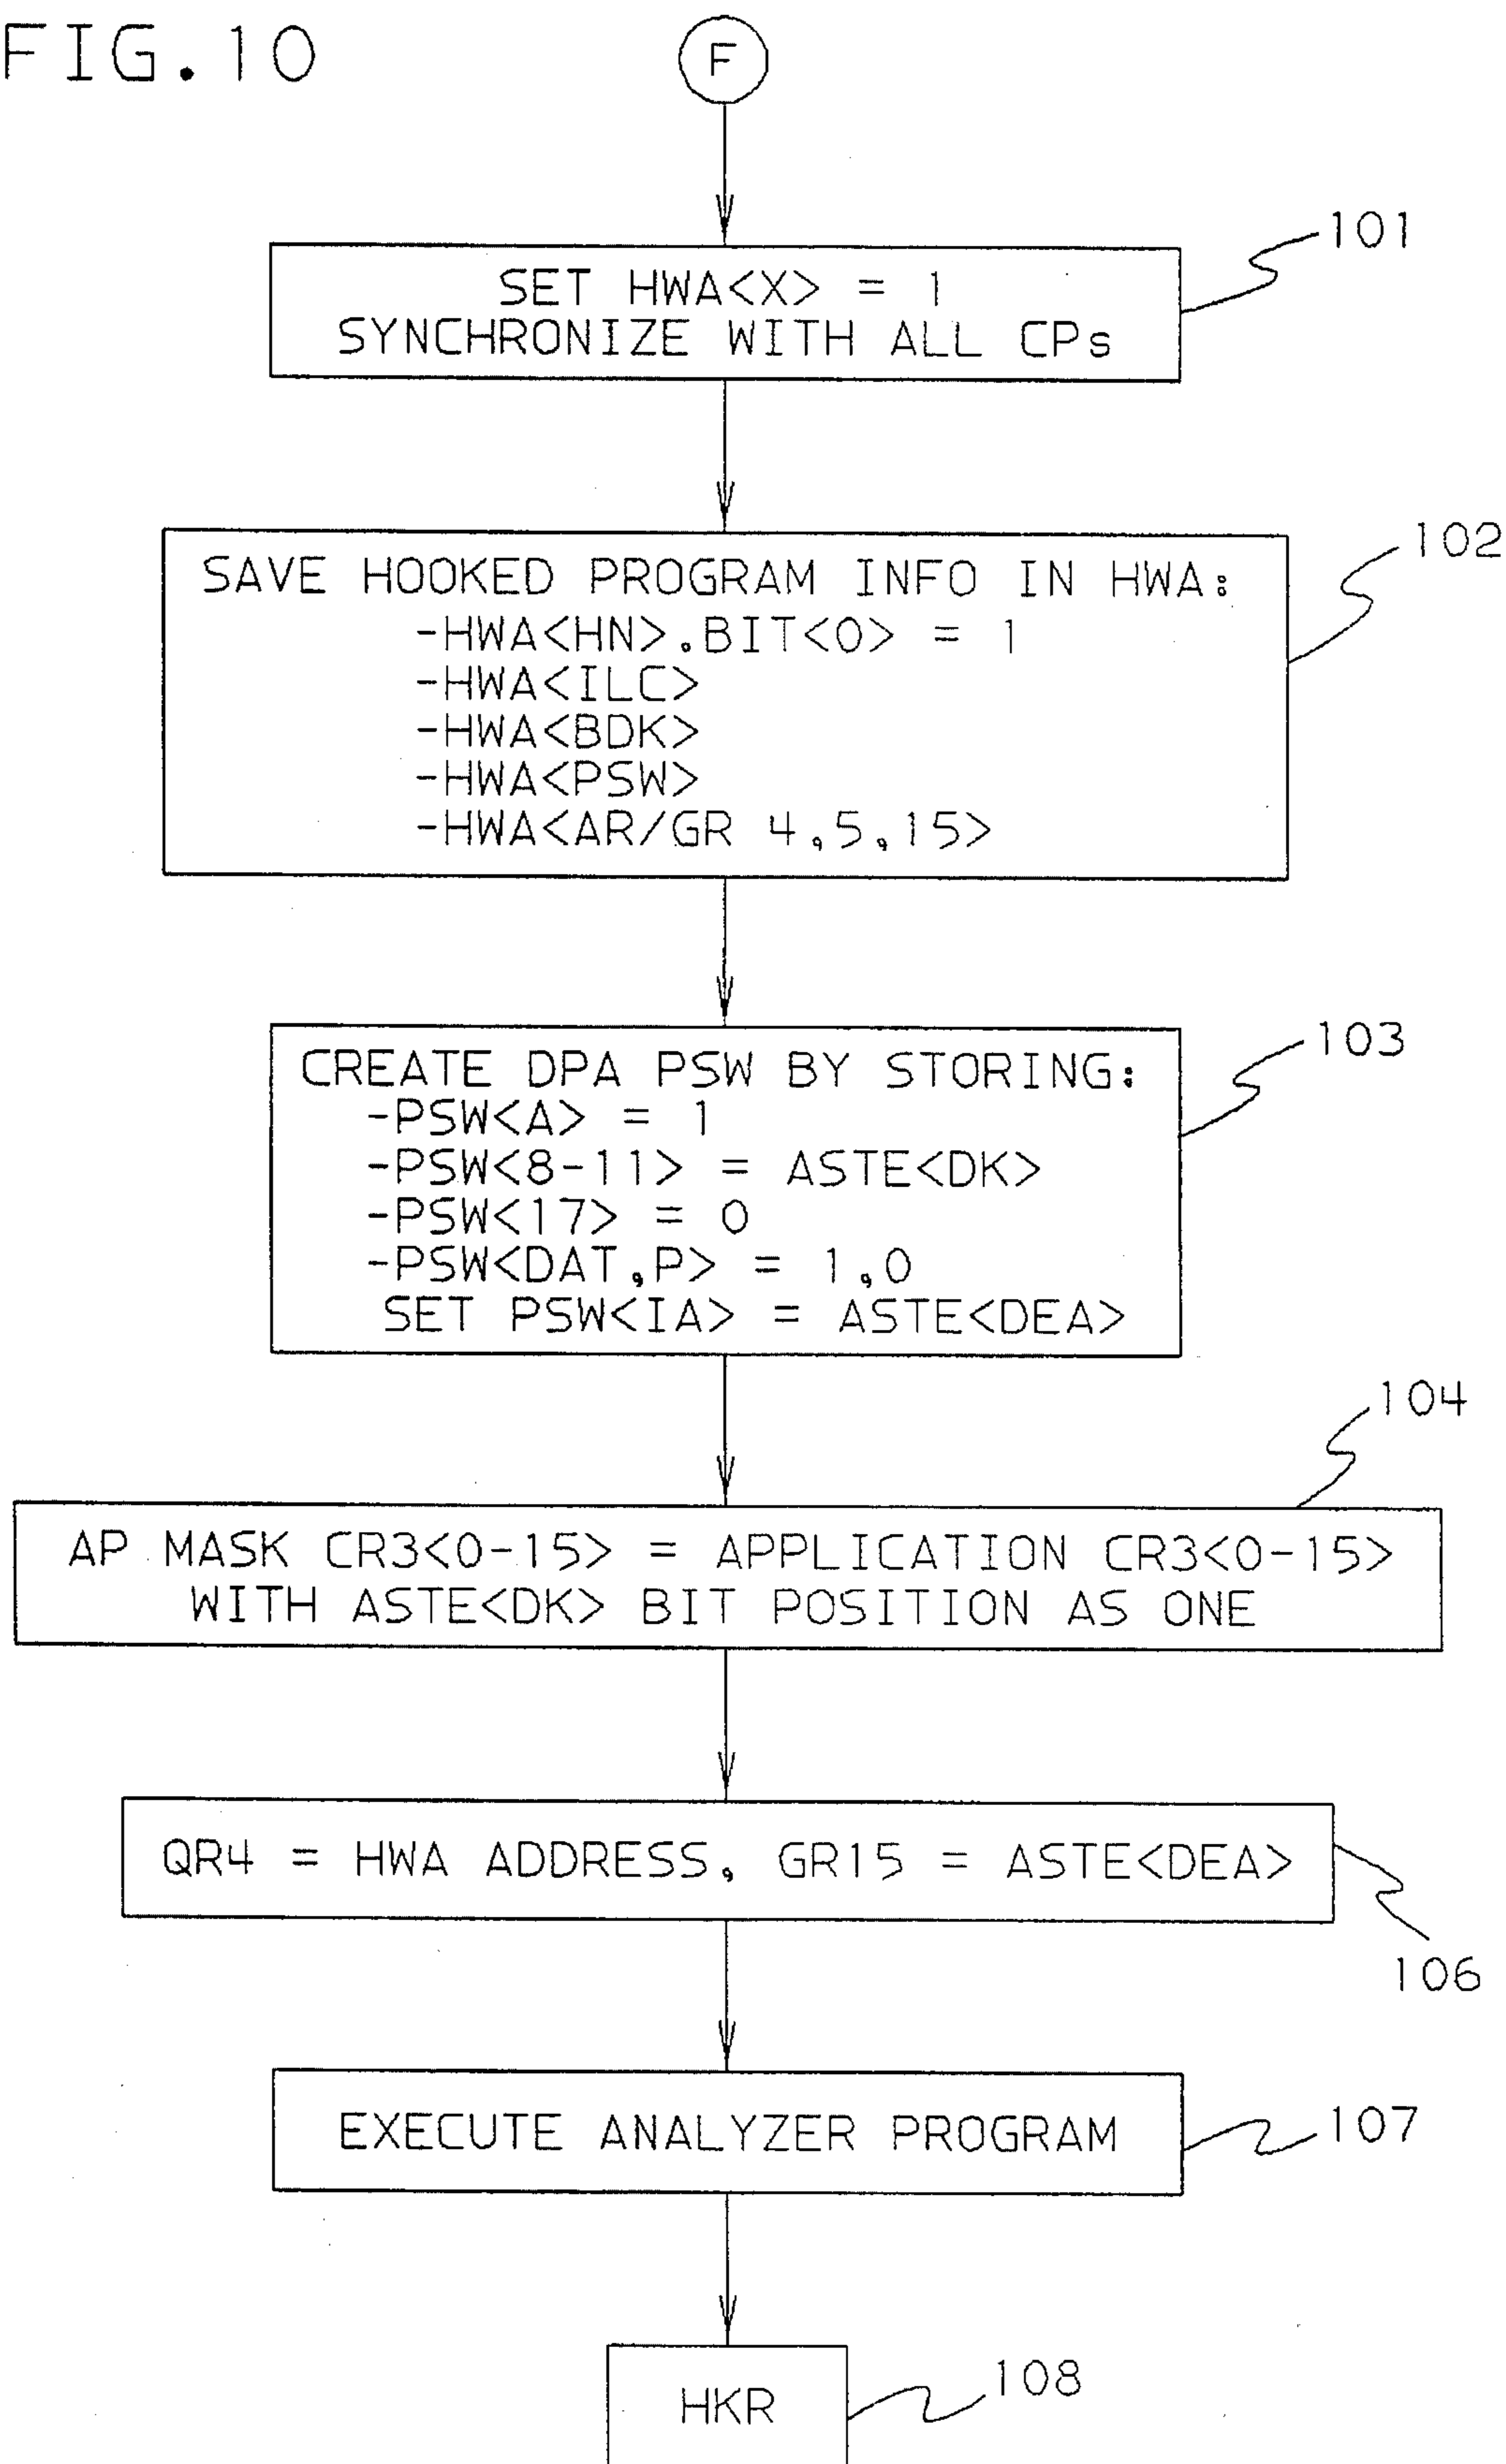 FIG.10
F
101
SET HWA<X> = 1
SYNCHRONIZE WITH ALL CPs
102
SAVE HOOKED PROGRAM INFO IN HWA:
-HWA<HN>.BIT<0> = 1
-HWA<ILC>
-HWA<BDK>
-HWA<PSW>
-HWA<AR/GR 4,5,15>
103
CREATE DPA PSW BY STORING:
-PSW<A> = 1
-PSW<8-11> = ASTE<DK>
-PSW<17> = 0
-PSW<DAT,P> = 1,0
SET PSW<IA> = ASTE<DEA>
104
AP MASK CR3<0-15> = APPLICATION CR3<0-15>
WITH ASTE<DK> BIT POSITION AS ONE
QR4 = HWA ADDRESS, GR15 = ASTE<DEA>
106
EXECUTE ANALYZER PROGRAM
107
HKR
108